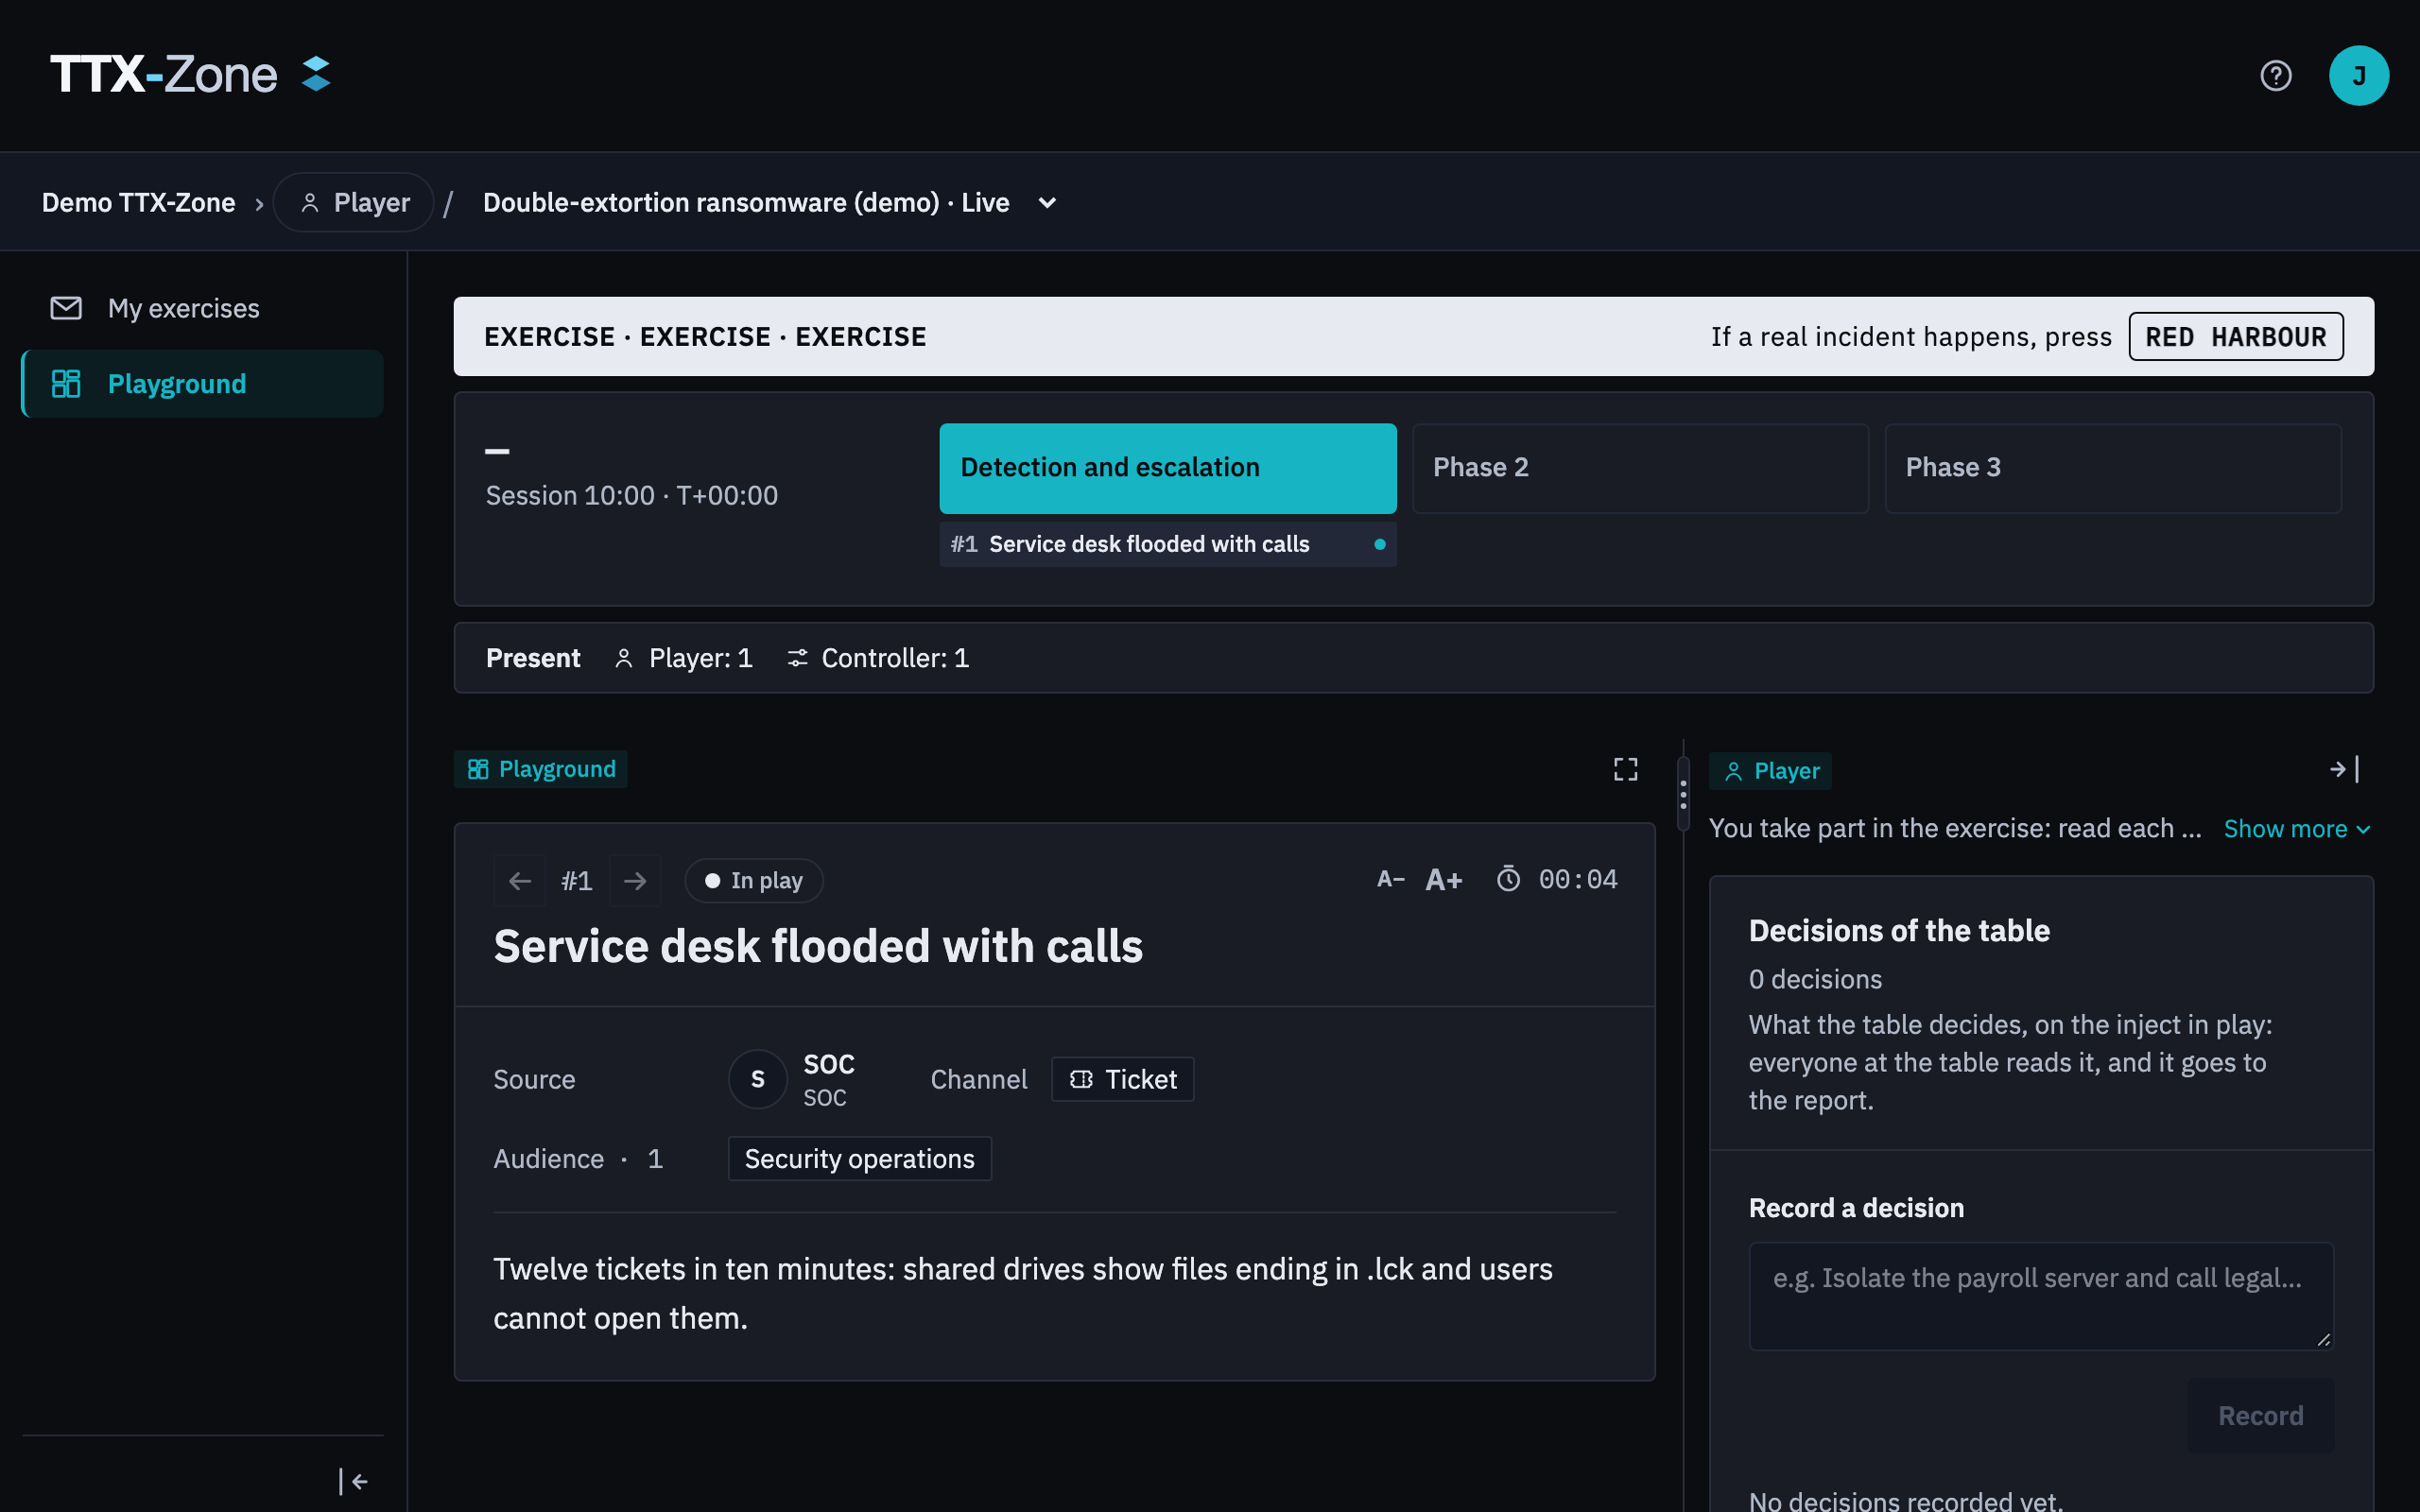 TTX-Zone
J
Demo TTX-Zone › Player / Double-extortion ransomware (demo) · Live
My exercises
Playground
EXERCISE · EXERCISE · EXERCISE
If a real incident happens, press RED HARBOUR
–
Session 10:00 · T+00:00
Detection and escalation
Phase 2
Phase 3
#1 Service desk flooded with calls
Present Player: 1 Controller: 1
Playground
#1 In play A− A+ 00:04
Service desk flooded with calls
Source S SOC
SOC
Channel Ticket
Audience · 1 Security operations
Twelve tickets in ten minutes: shared drives show files ending in .lck and users
cannot open them.
Player
You take part in the exercise: read each ... Show more
Decisions of the table
0 decisions
What the table decides, on the inject in play:
everyone at the table reads it, and it goes to
the report.
Record a decision
e.g. Isolate the payroll server and call legal...
Record
No decisions recorded yet.